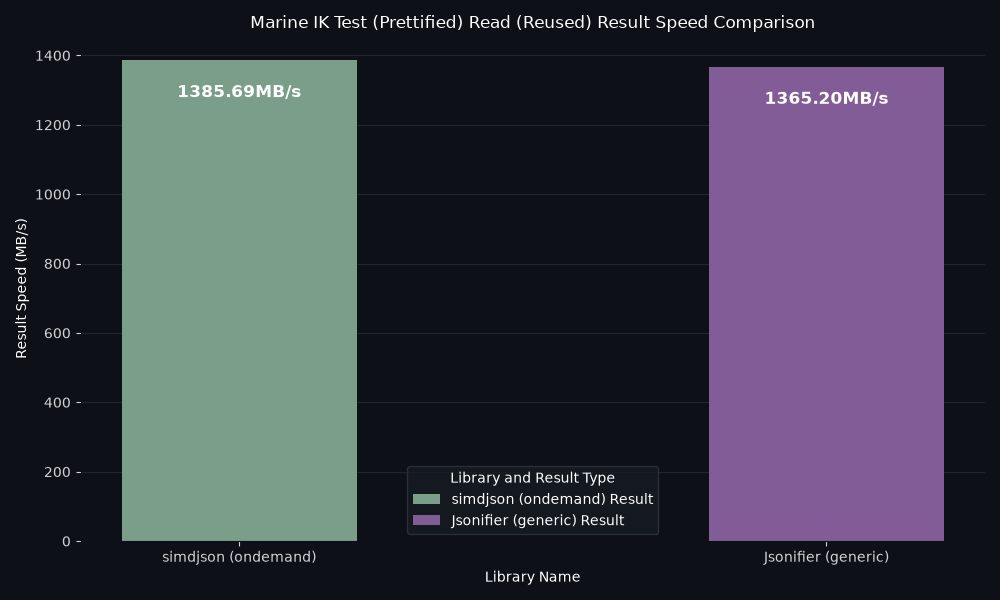 Marine IK Test (Prettified) Read (Reused) Result Speed Comparison
Result Speed (MB/s)
1400
1200
1000
800
600
400
200
0
1385.69MB/s
1365.20MB/s
Library and Result Type
simdjson (ondemand) Result
Jsonifier (generic) Result
simdjson (ondemand)
Jsonifier (generic)
Library Name